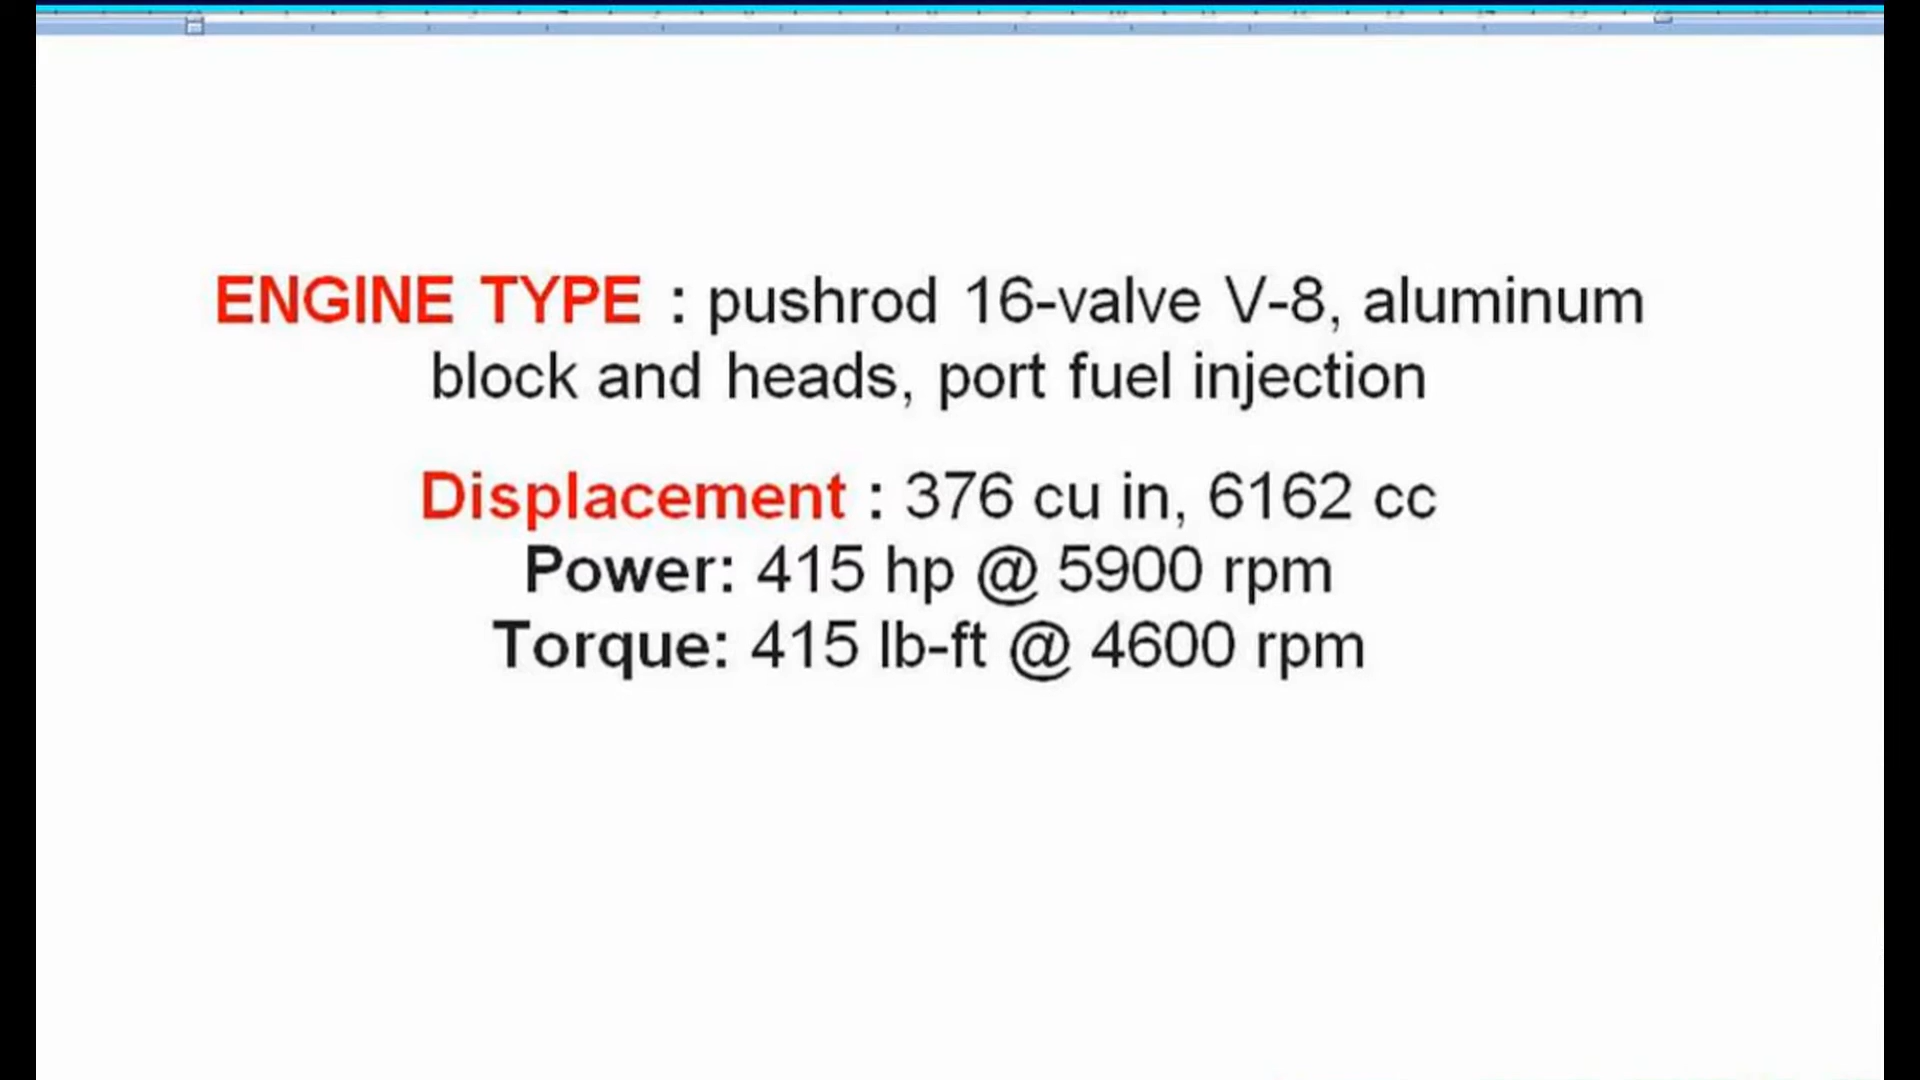 ENGINE TYPE : pushrod 16-valve V-8, aluminum
block and heads, port fuel injection
Displacement : 376 cu in, 6162 cc
Power: 415 hp @ 5900 rpm
Torque: 415 lb-ft @ 4600 rpm